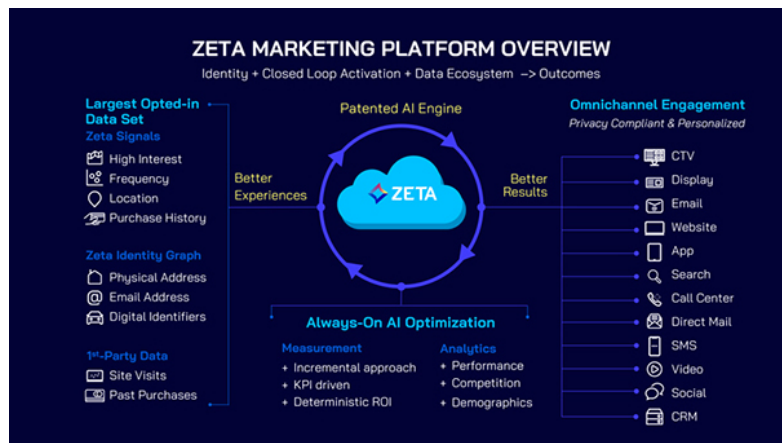 ZETA MARKETING PLATFORM OVERVIEW
Identity + Closed Loop Activation + Data Ecosystem –> Outcomes
Largest Opted-in
Data Set
Zeta Signals
High Interest
Frequency
Location
Purchase History
Zeta Identity Graph
Physical Address
Email Address
Digital Identifiers
1st-Party Data
Site Visits
Past Purchases
Better
Experiences
Patented AI Engine
ZETA
Better
Results
Always-On AI Optimization
Measurement
+ Incremental approach
+ KPI driven
+ Deterministic ROI
Analytics
+ Performance
+ Competition
+ Demographics
Omnichannel Engagement
Privacy Compliant & Personalized
CTV
Display
Email
Website
App
Search
Call Center
Direct Mail
SMS
Video
Social
CRM